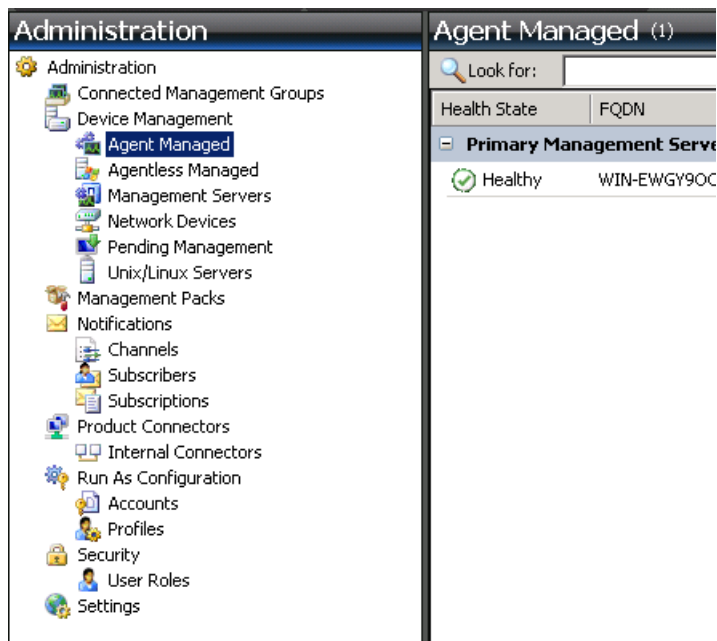 Administration
Administration
Connected Management Groups
Device Management
Agent Managed
Agentless Managed
Management Servers
Network Devices
Pending Management
Unix/Linux Servers
Management Packs
Notifications
Channels
Subscribers
Subscriptions
Product Connectors
Internal Connectors
Run As Configuration
Accounts
Profiles
Security
User Roles
Settings
Agent Managed (1)
Look for:
Health State FQDN
Primary Management Serve
Healthy WIN-EWGY9OC